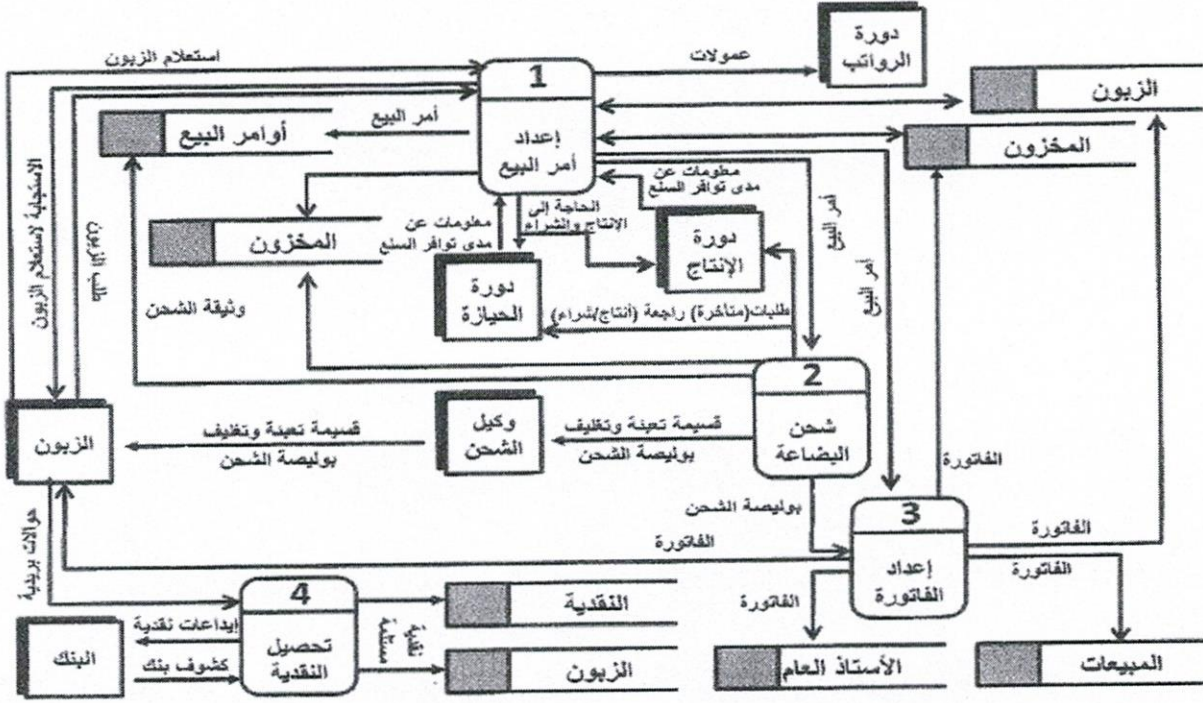 استعلام الزبون
1
إعداد
أمر البيع
عمولات
دورة
الرواتب
الزبون
المخزون
أمر البيع
أوامر البيع
المخزون
معلومات عن
مدى توافر السلع
الحاجة إلى
الإنتاج والشراء
معلومات عن
مدى توافر السلع
دورة
الإنتاج
دورة
الحيازة
أمر البيع
أمر البيع
الاستجابة لاستعلام الزبون
طلب الزبون
وثيقة الشحن
طلبات(متأخرة) راجعة (أنتاج/شراء)
2
شحن
البضاعة
الزبون
قسيمة تعبئة وتغليف
بوليصة الشحن
وكيل
الشحن
قسيمة تعبئة وتغليف
بوليصة الشحن
بوليصة الشحن
الفاتورة
3
إعداد
الفاتورة
الفاتورة
الفاتورة
الفاتورة
الفاتورة
حوالات بريدية
4
تحصيل
النقدية
النقدية
نقدية
مستلمة
الزبون
إيداعات نقدية
كشوف بنك
البنك
الأستاذ العام
المبيعات